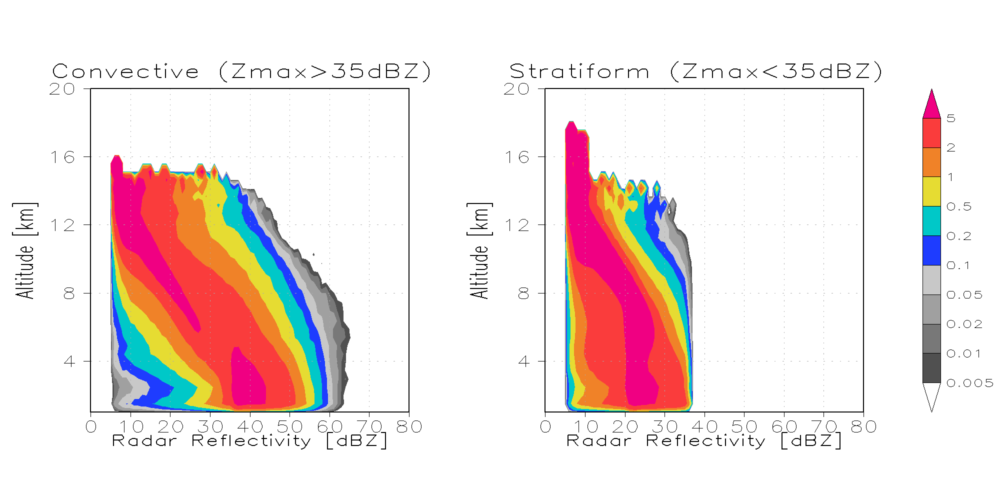 Convective (Zmax>35dBZ)
20
16
12
8
4
Altitude [km]
0 10 20 30 40 50 60 70 80
Radar Reflectivity [dBZ]
Stratiform (Zmax<35dBZ)
20
16
12
8
4
Altitude [km]
0 10 20 30 40 50 60 70 80
Radar Reflectivity [dBZ]
5
2
1
0.5
0.2
0.1
0.05
0.02
0.01
0.005